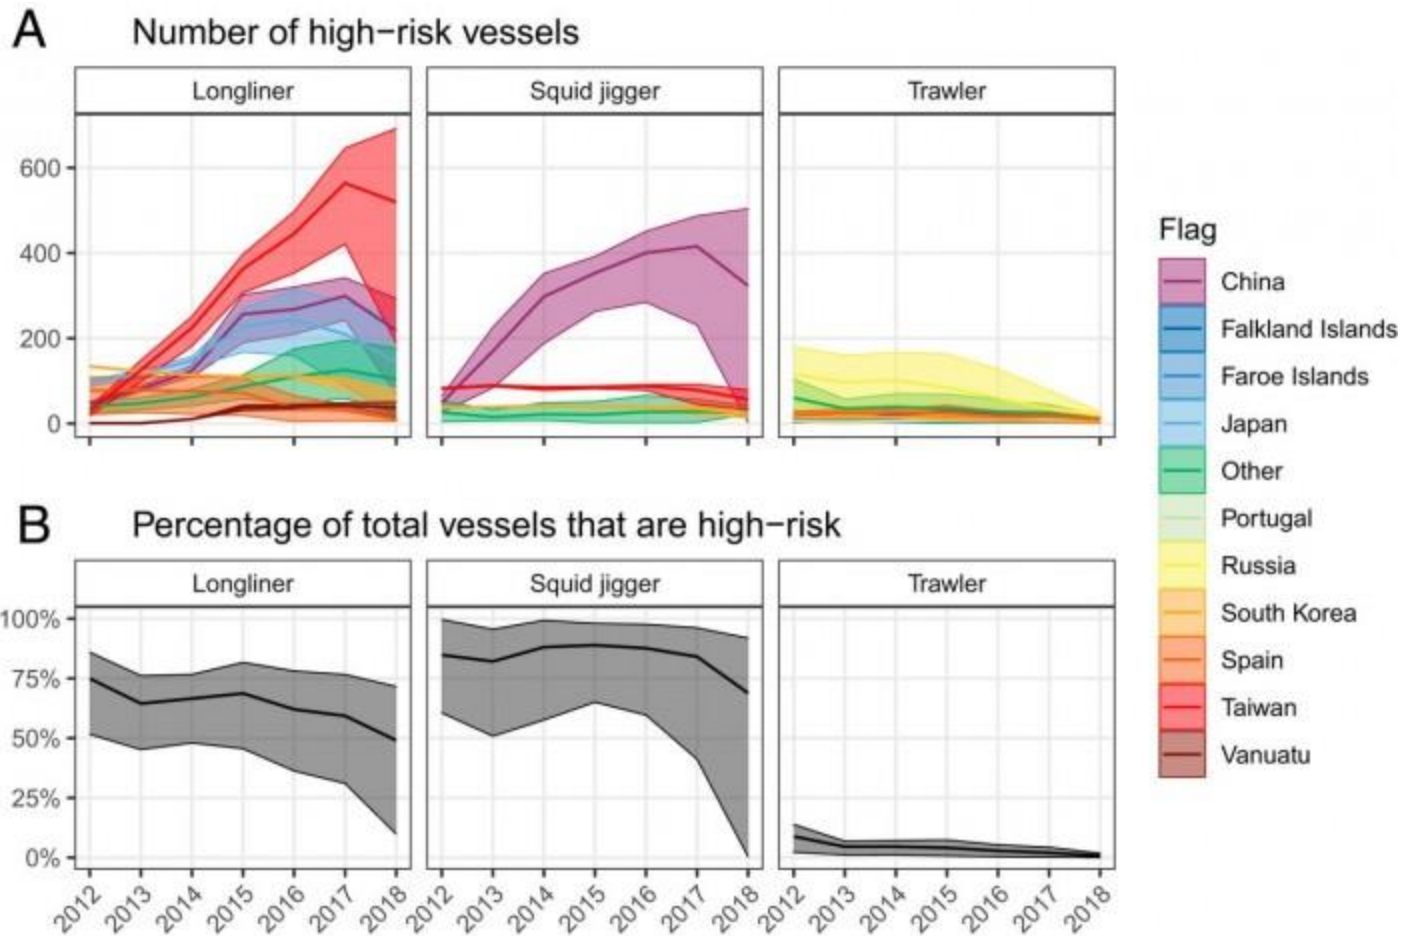 A Number of high−risk vessels
Longliner Squid jigger Trawler
600
400
200
0
Flag
China
Falkland Islands
Faroe Islands
Japan
Other
Portugal
Russia
South Korea
Spain
Taiwan
Vanuatu
B Percentage of total vessels that are high−risk
Longliner Squid jigger Trawler
100%
75%
50%
25%
0%
2012 2013 2014 2015 2016 2017 2018 2012 2013 2014 2015 2016 2017 2018 2012 2013 2014 2015 2016 2017 2018